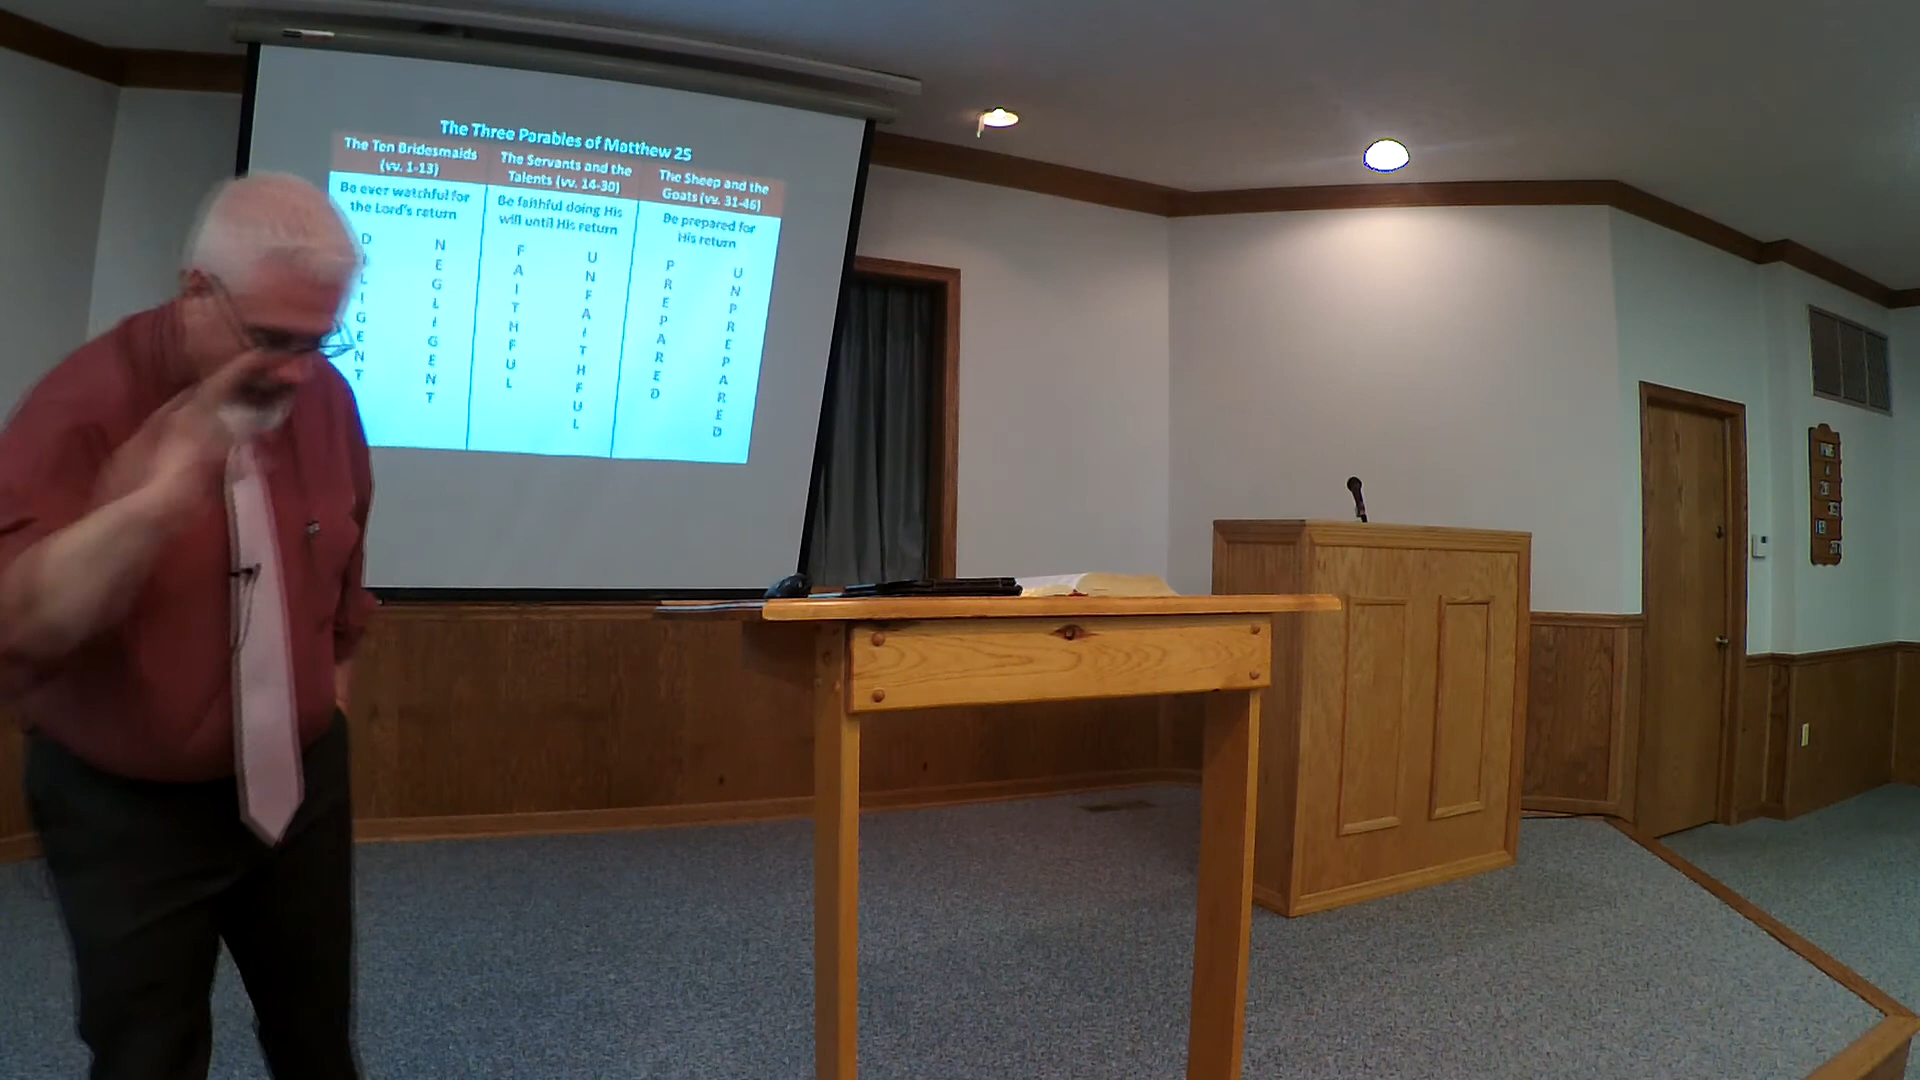 The Three Parables of Matthew 25
The Ten Bridesmaids
(vv. 1-13)
The Servants and the
Talents (vv. 14-30)
The Sheep and the
Goats (vv. 31-46)
Be ever watchful for
the Lord's return
Be faithful doing His
will until His return
Be prepared for
His return
D
I
L
I
G
E
N
T
N
E
G
L
I
G
E
N
T
F
A
I
T
H
F
U
L
U
N
F
A
I
T
H
F
U
L
P
R
E
P
A
R
E
D
U
N
P
R
E
P
A
R
E
D